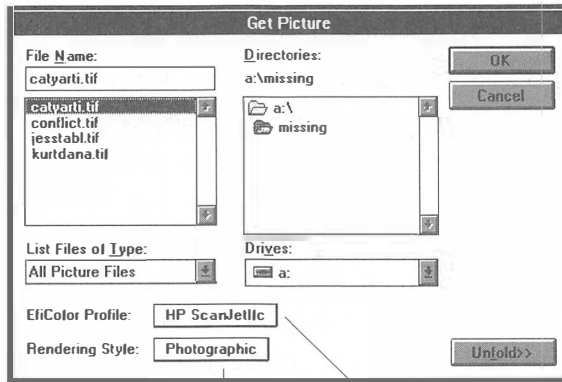 Get Picture
File Name:
catyarti.tif
catyarti.tif
conflict.tif
jesstabl.tif
kurtdana.tif
Directories:
a:\missing
a:\
missing
OK
Cancel
List Files of Type:
All Picture Files
Drives:
a:
EfiColor Profile: HP ScanJetIIc
Rendering Style: Photographic
Unfold>>